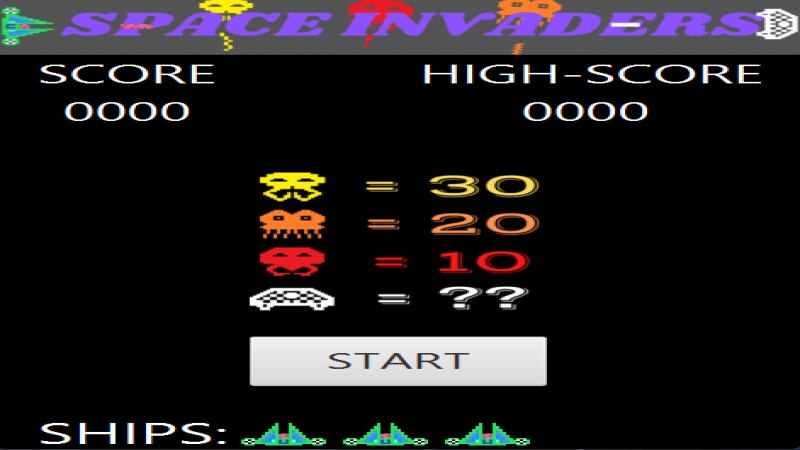 SPACE INVADERS
SCORE HIGH-SCORE
0000 0000
= 30
= 20
= 10
= ??
START
SHIPS: